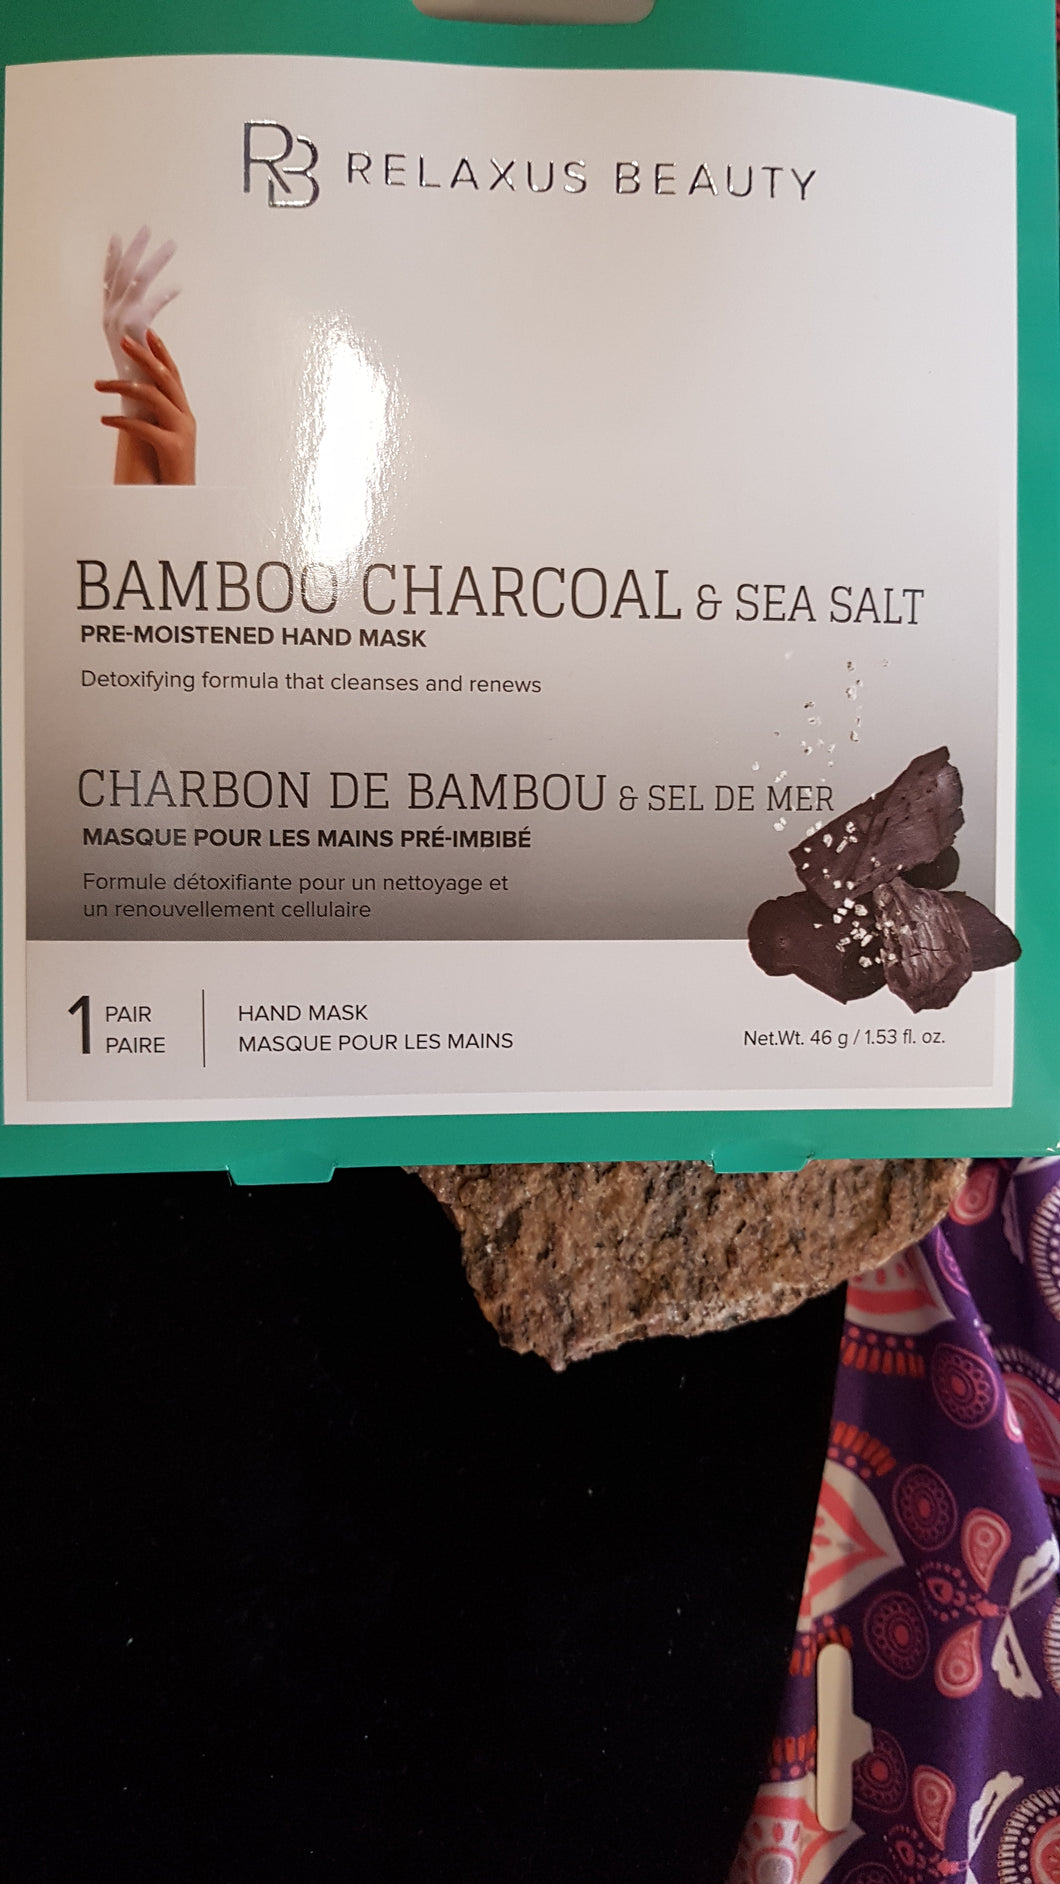 RB RELAXUS BEAUTY
BAMBOO CHARCOAL & SEA SALT
PRE-MOISTENED HAND MASK
Detoxifying formula that cleanses and renews
CHARBON DE BAMBOU & SEL DE MER
MASQUE POUR LES MAINS PRÉ-IMBIBÉ
Formule détoxifiante pour un nettoyage et
un renouvellement cellulaire
1 PAIR
PAIRE
HAND MASK
MASQUE POUR LES MAINS
Net.Wt. 46 g / 1.53 fl. oz.